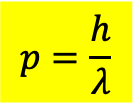 p = h/λ